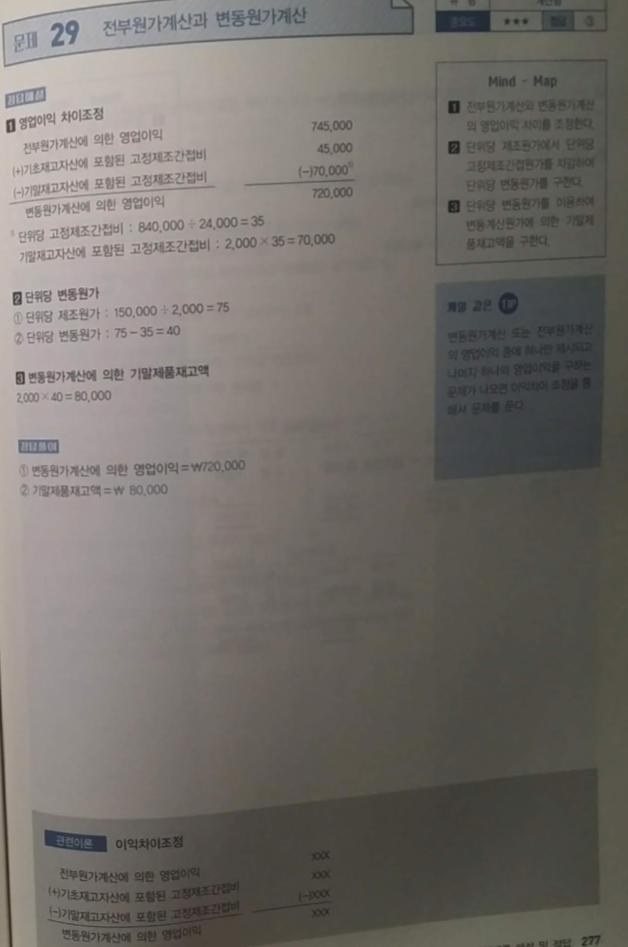 문제 29 전부원가계산과 변동원가계산
유형 계산형
중요도 ★★★ 정답 ③
정답해설
1 영업이익 차이조정
전부원가계산에 의한 영업이익 745,000
(+)기초재고자산에 포함된 고정제조간접비 45,000
(-)기말재고자산에 포함된 고정제조간접비 (-)70,000¹⁾
변동원가계산에 의한 영업이익 720,000
¹⁾ 단위당 고정제조간접비 : 840,000 ÷ 24,000 = 35
기말재고자산에 포함된 고정제조간접비 : 2,000 × 35 = 70,000
2 단위당 변동원가
① 단위당 제조원가 : 150,000 ÷ 2,000 = 75
② 단위당 변동원가 : 75 - 35 = 40
3 변동원가계산에 의한 기말제품재고액
2,000 × 40 = 80,000
정답풀이
① 변동원가계산에 의한 영업이익 = ₩720,000
② 기말제품재고액 = ₩ 80,000
Mind - Map
1 전부원가계산와 변동원가계산
의 영업이익 차이를 조정한다.
2 단위당 제조원가에서 단위당
고정제조간접원가를 차감하여
단위당 변동원가를 구한다.
3 단위당 변동원가를 이용하여
변동계산원가에 의한 기말제
품재고액을 구한다.
같은 TIP
변동원가계산 또는 전부원가계산
의 영업이익 중에 하나만 제시되고
나머지 하나의 영업이익을 구하는
문제가 나오면 이익차이 조정을 통
해서 문제를 푼다.
관련이론 이익차이조정
전부원가계산에 의한 영업이익 XXX
(+)기초재고자산에 포함된 고정제조간접비 XXX
(-)기말재고자산에 포함된 고정제조간접비 (-)XXX
변동원가계산에 의한 영업이익 XXX
및 정답 277